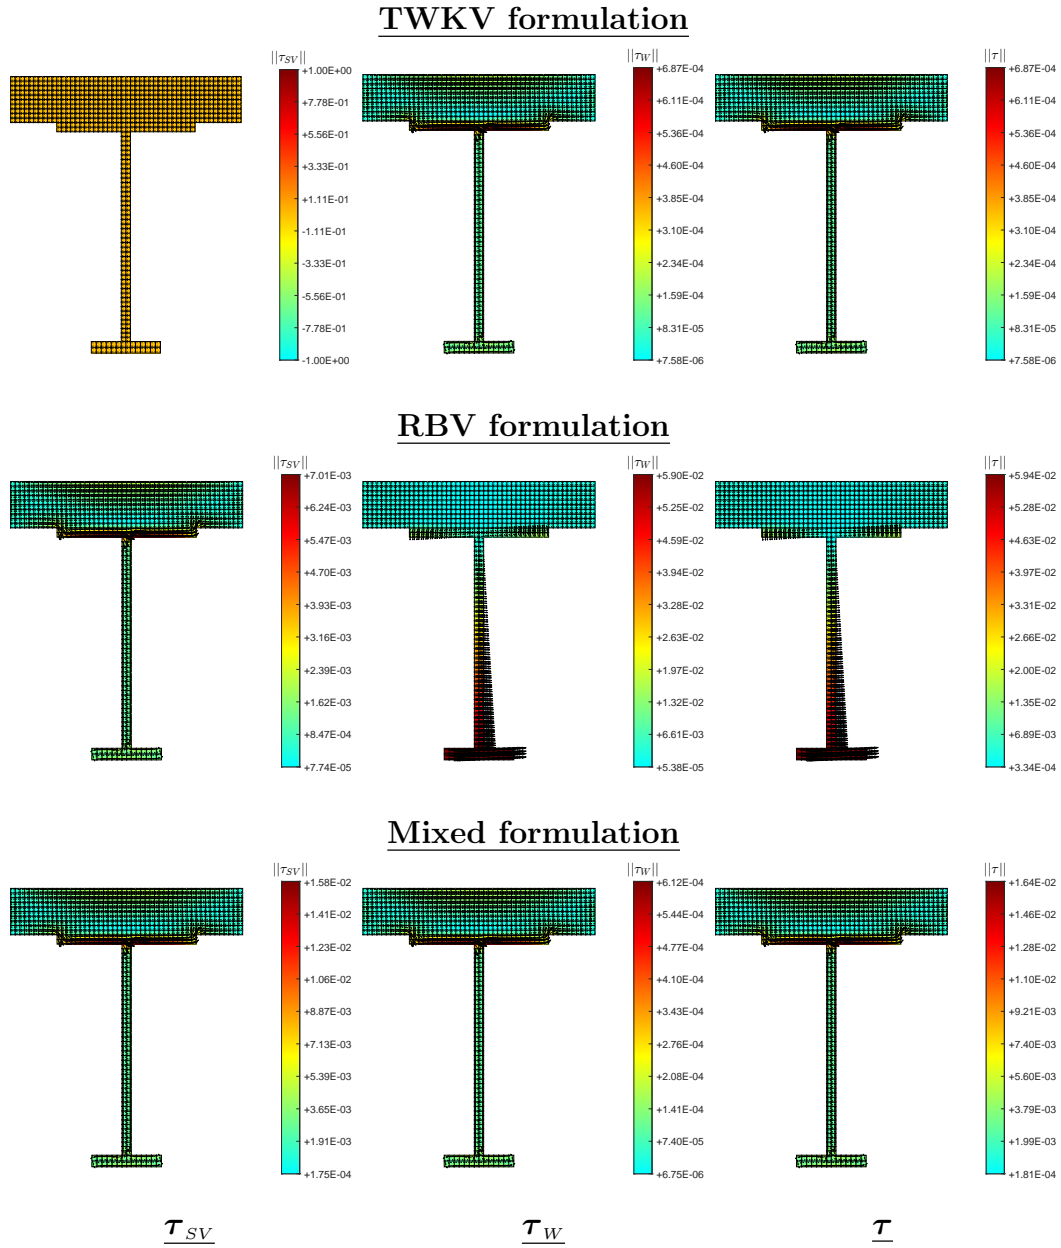 TWKV formulation
||τSV||
+1.00E+00
+7.78E-01
+5.56E-01
+3.33E-01
+1.11E-01
-1.11E-01
-3.33E-01
-5.56E-01
-7.78E-01
-1.00E+00
||τW||
+6.87E-04
+6.11E-04
+5.36E-04
+4.60E-04
+3.85E-04
+3.10E-04
+2.34E-04
+1.59E-04
+8.31E-05
+7.58E-06
||τ||
+6.87E-04
+6.11E-04
+5.36E-04
+4.60E-04
+3.85E-04
+3.10E-04
+2.34E-04
+1.59E-04
+8.31E-05
+7.58E-06
RBV formulation
||τSV||
+7.01E-03
+6.24E-03
+5.47E-03
+4.70E-03
+3.93E-03
+3.16E-03
+2.39E-03
+1.62E-03
+8.47E-04
+7.74E-05
||τW||
+5.90E-02
+5.25E-02
+4.59E-02
+3.94E-02
+3.28E-02
+2.63E-02
+1.97E-02
+1.32E-02
+6.61E-03
+5.38E-05
||τ||
+5.94E-02
+5.28E-02
+4.63E-02
+3.97E-02
+3.31E-02
+2.66E-02
+2.00E-02
+1.35E-02
+6.89E-03
+3.34E-04
Mixed formulation
||τSV||
+1.58E-02
+1.41E-02
+1.23E-02
+1.06E-02
+8.87E-03
+7.13E-03
+5.39E-03
+3.65E-03
+1.91E-03
+1.75E-04
||τW||
+6.12E-04
+5.44E-04
+4.77E-04
+4.10E-04
+3.43E-04
+2.76E-04
+2.08E-04
+1.41E-04
+7.40E-05
+6.75E-06
||τ||
+1.64E-02
+1.46E-02
+1.28E-02
+1.10E-02
+9.21E-03
+7.40E-03
+5.60E-03
+3.79E-03
+1.99E-03
+1.81E-04
τSV
τW
τ